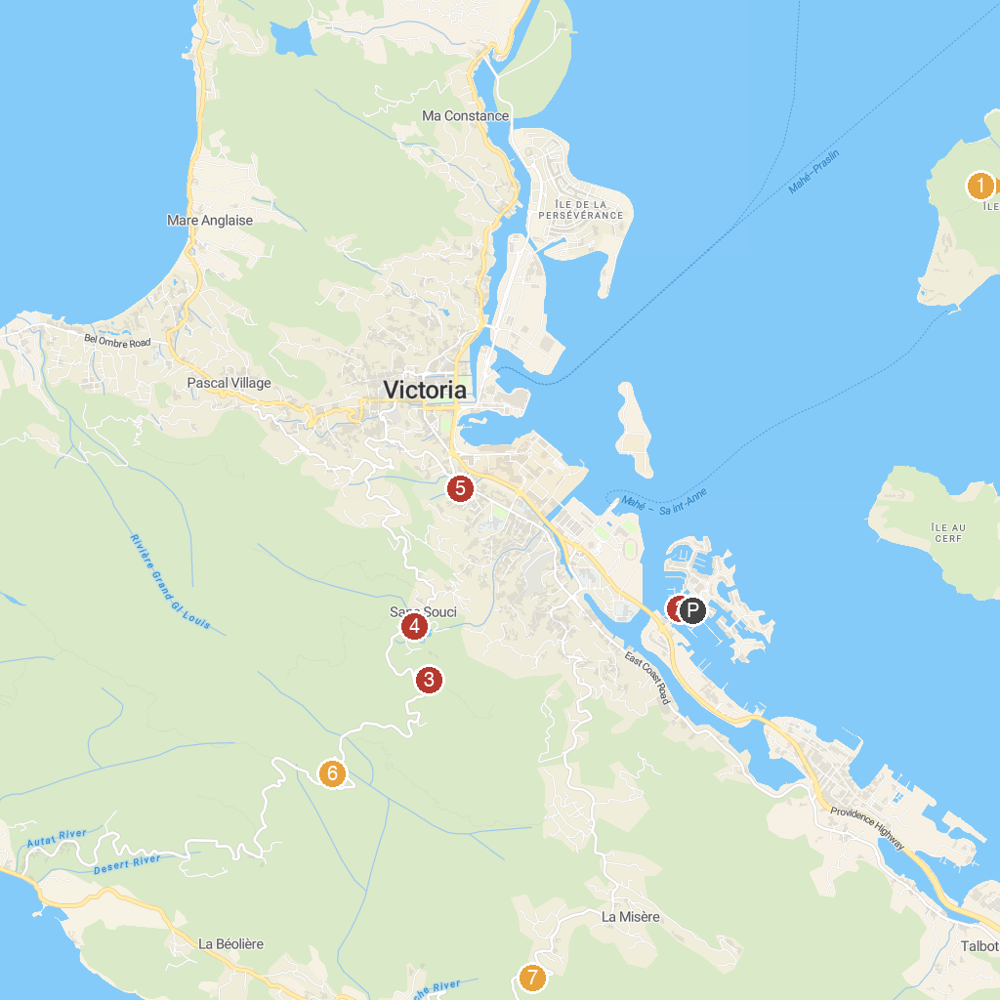 Ma Constance
Mahé-Praslin
1
ÎLE
ÎLE DE LA
PERSÉVÉRANCE
Mare Anglaise
Bel Ombre Road
Pascal Village
Victoria
5
Mahé - Saint-Anne
ÎLE AU
CERF
Rivière Grand GI Louis
Sans Souci
P
4
3
East Coast Road
6
Providence Highway
Autat River
Desert River
La Misère
La Béolière
Talbot
7
River